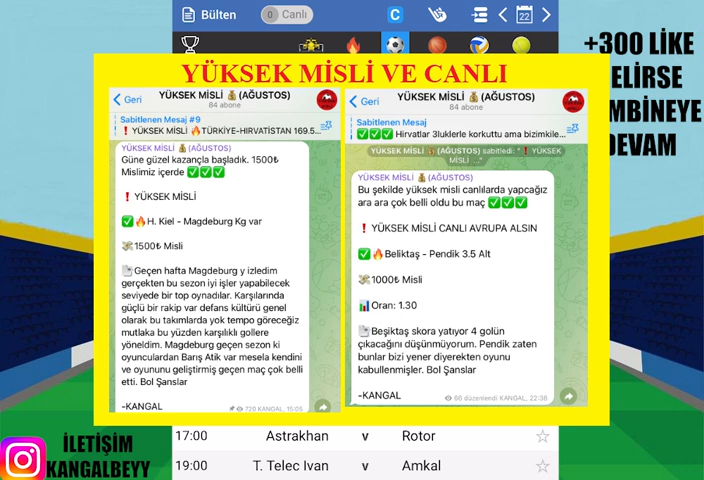 Bülten
0 Canlı
C
22
+300 LİKE
ELİRSE
MBİNEYE
DEVAM
YÜKSEK MİSLİ VE CANLI
Geri
YÜKSEK MİSLİ 💰(AĞUSTOS)
84 abone
Sabitlenen Mesaj #9
❗ YÜKSEK MİSLİ 🔥TÜRKİYE-HIRVATİSTAN 169.5...
YÜKSEK MİSLİ 💰(AĞUSTOS)
Güne güzel kazançla başladık. 1500₺
Mislimiz içerde ✅✅✅
❗ YÜKSEK MİSLİ
✅🔥H. Kiel - Magdeburg Kg var
💸1500₺ Misli
📑Geçen hafta Magdeburg y izledim
gerçekten bu sezon iyi işler yapabilecek
seviyede bir top oynadılar. Karşılarında
güçlü bir rakip var defans kültürü genel
olarak bu takımlarda yok tempo göreceğiz
mutlaka bu yüzden karşılıklı gollere
yöneldim. Magdeburg geçen sezon ki
oyunculardan Barış Atik var mesela kendini
ve oyununu geliştirmiş geçen maç çok belli
etti. Bol Şanslar
-KANGAL
720 KANGAL, 15:05
Geri
YÜKSEK MİSLİ 💰(AĞUSTOS)
84 abone
Sabitlenen Mesaj
✅✅✅ Hirvatlar 3luklerle korkuttu ama bizimkile...
YÜKSEK MİSLİ 💰 (AĞUSTOS) sabitledi: "❗ YÜKSEK
MİSLİ ..."
YÜKSEK MİSLİ 💰(AĞUSTOS)
Bu şekilde yüksek misli canlılarda yapcağız
ara ara çok belli oldu bu maç ✅✅✅
❗ YÜKSEK MİSLİ CANLI AVRUPA ALSIN
✅🔥Beliktaş - Pendik 3.5 Alt
💸1000₺ Misli
📊Oran: 1.30
📑Beşiktaş skora yatıyor 4 golün
çıkacağını düşünmüyorum. Pendik zaten
bunlar bizi yener diyerekten oyunu
kabullenmişler. Bol Şanslar
-KANGAL
66 düzenlendi KANGAL, 22:38
17:00 Astrakhan v Rotor
19:00 T. Telec Ivan v Amkal
İLETİŞİM
KANGALBEYY